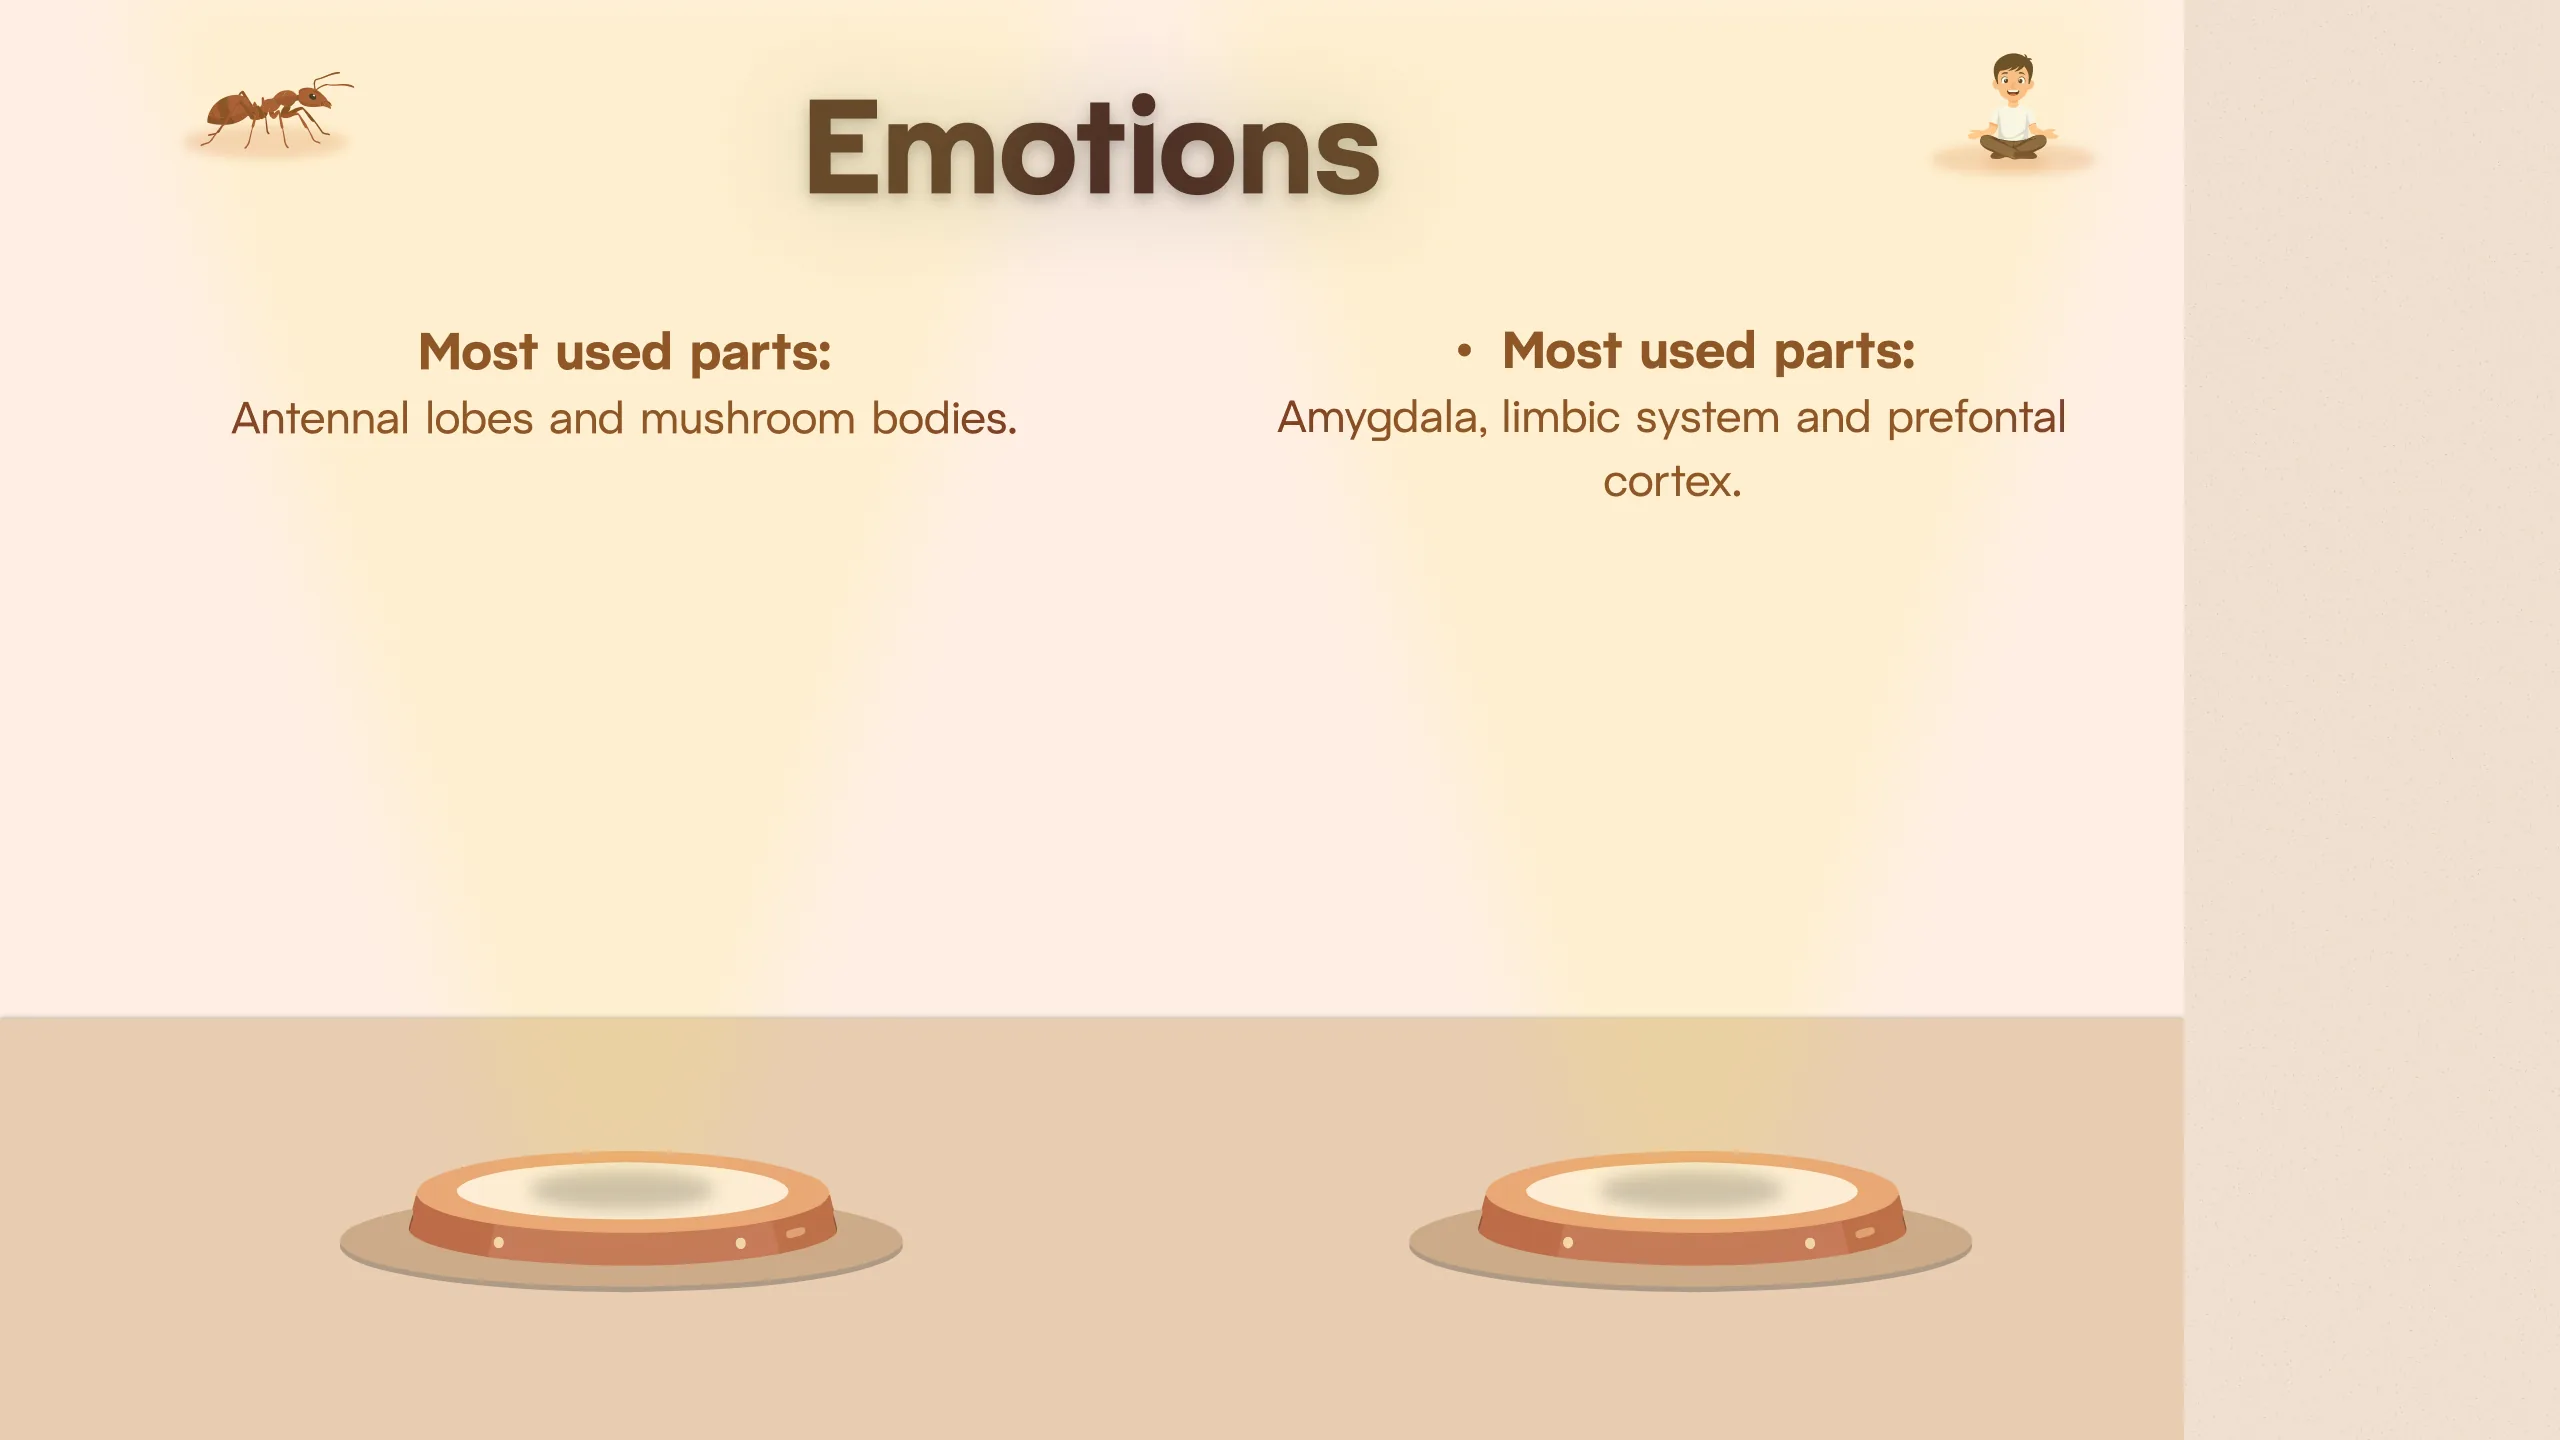 Emotions
Most used parts:
Antennal lobes and mushroom bodies.
• Most used parts:
Amygdala, limbic system and prefontal
cortex.